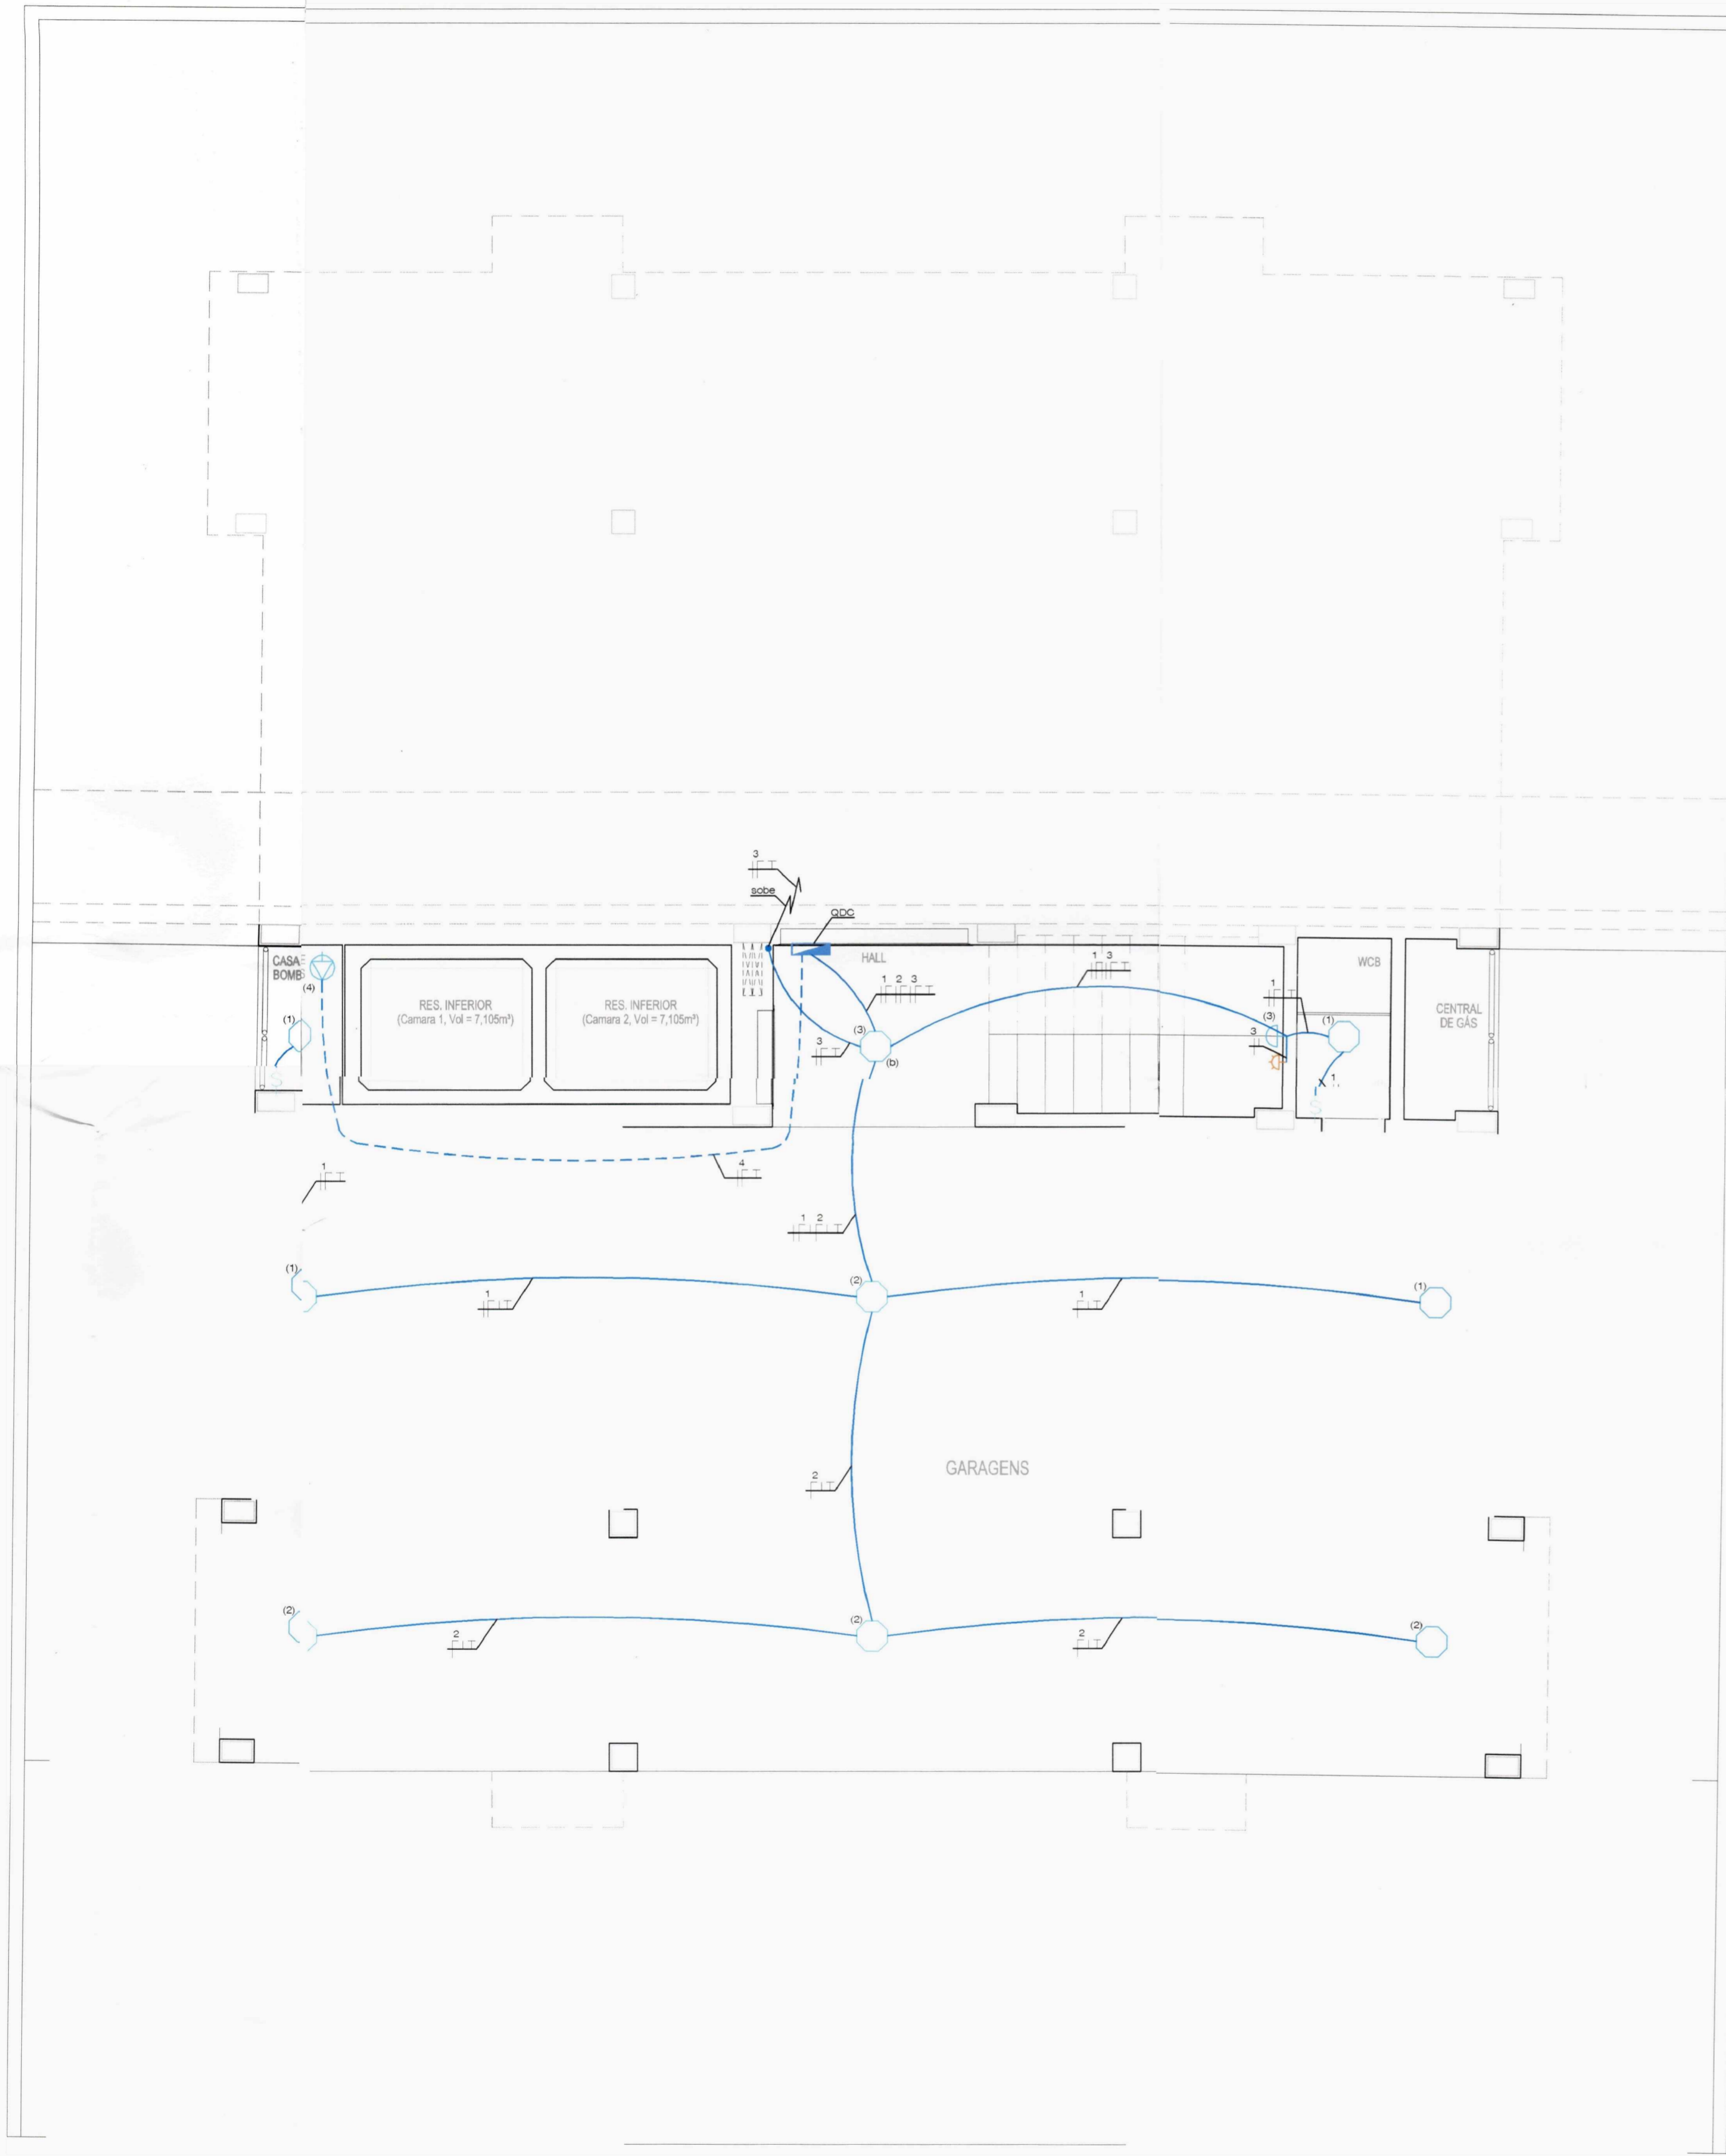 3
sobe
QDC
CASA
BOMB
(4)
(1)
S
RES. INFERIOR
(Camara 1, Vol = 7,105m³)
RES. INFERIOR
(Camara 2, Vol = 7,105m³)
HALL
1 2 3
(3)
3
(b)
1 3
1
(3)
3
(1)
WCB
1
S
CENTRAL
DE GÁS
1
4
1 2
(1)
1
(2)
1
(1)
GARAGENS
2
(2)
2
(2)
2
(2)